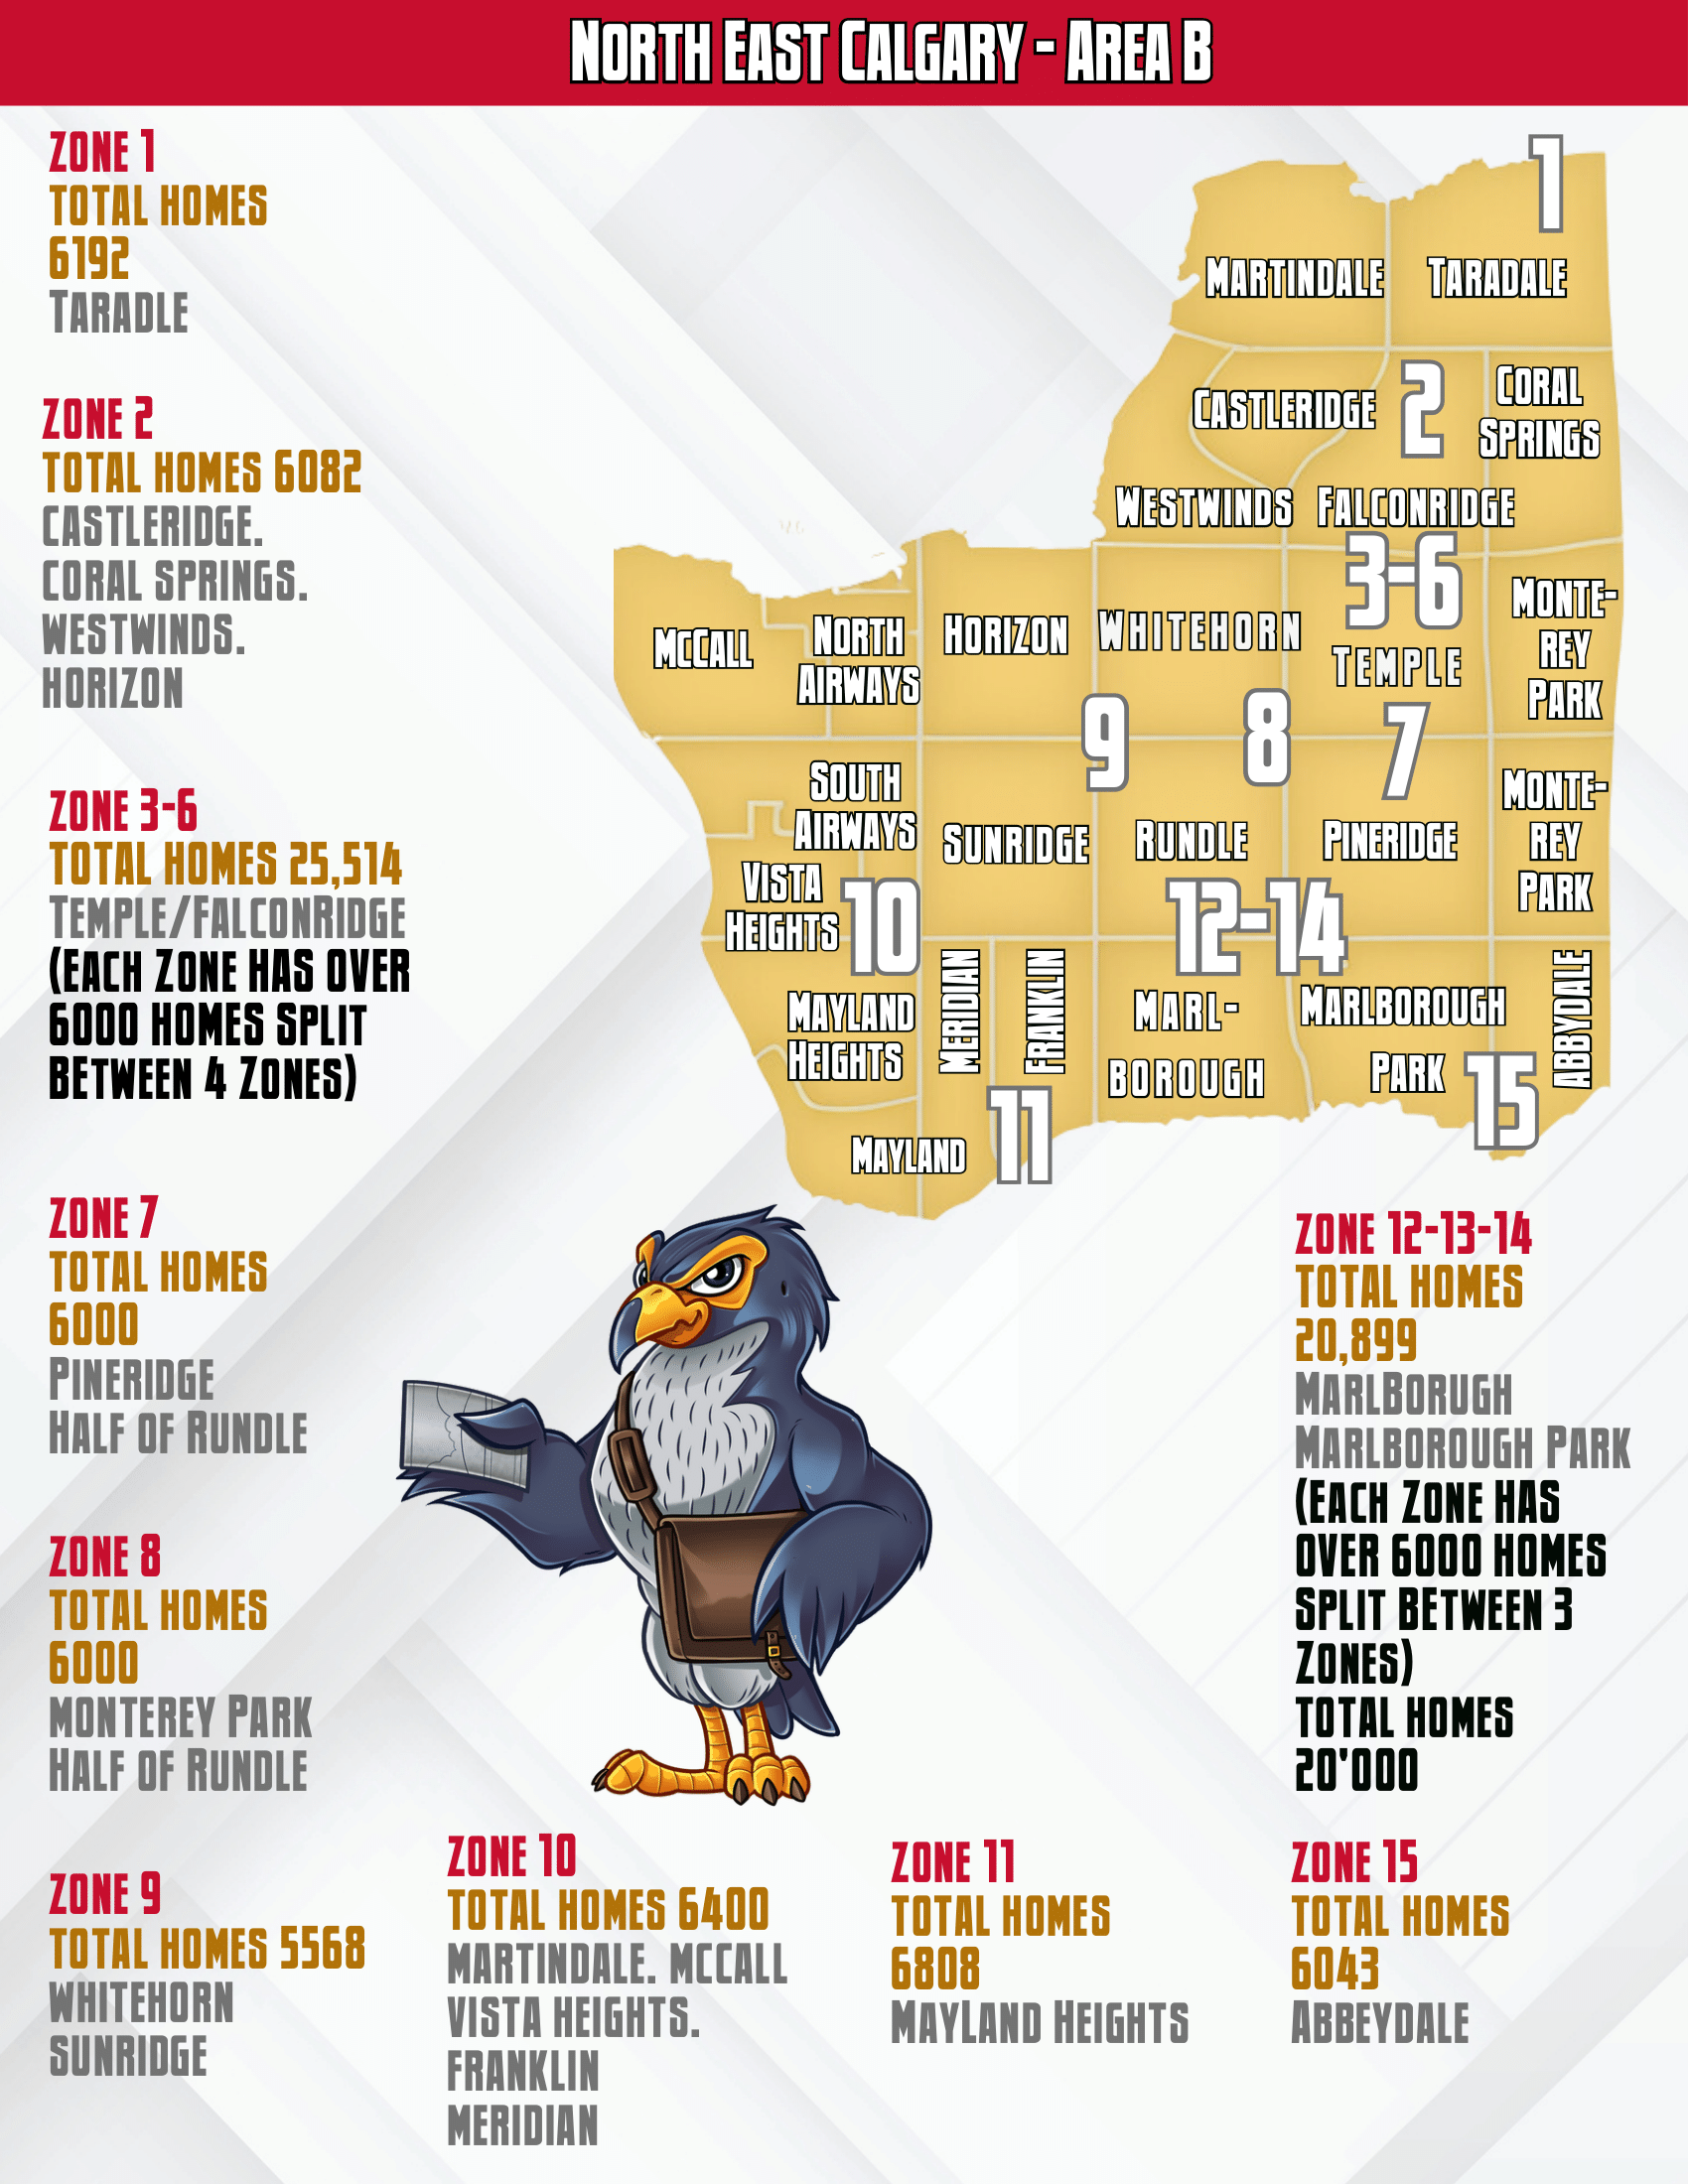 North East Calgary - Area B
Zone 1
Total Homes
6192
Taradle
Zone 2
Total Homes 6082
Castleridge.
Coral Springs.
Westwinds.
Horizon
Zone 3-6
Total Homes 25,514
Temple/FalconRidge
(Each Zone has over
6000 homes split
Between 4 Zones)
Zone 7
Total Homes
6000
Pineridge
Half of Rundle
Zone 8
Total Homes
6000
Monterey Park
Half of Rundle
Zone 9
Total Homes 5568
Whitehorn
Sunridge
1
Martindale
Taradale
Castleridge
2
Coral
Springs
Westwinds
Falconridge
3-6
McCall
North
Airways
Horizon
Whitehorn
Temple
Monte-
rey
Park
9
8
7
South
Airways
Sunridge
Rundle
Pineridge
Monte-
rey
Park
Vista
Heights
10
12-14
Mayland
Heights
Meridian
Franklin
Marl-
borough
Marlborough
Park
Abbydale
15
11
Mayland
Zone 12-13-14
Total Homes
20,899
MarlBorugh
Marlborough Park
(Each Zone has
over 6000 homes
Split BEtween 3
Zones)
Total Homes
20'000
Zone 10
Total Homes 6400
Martindale. McCall
Vista Heights.
Franklin
Meridian
Zone 11
Total Homes
6808
Mayland Heights
Zone 15
Total Homes
6043
Abbeydale